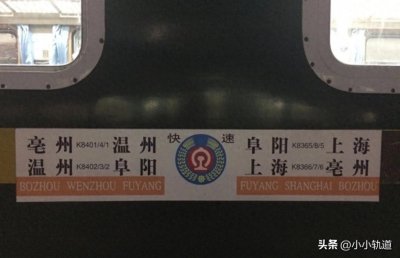 亳州 K8401/4/1 温州 快速 阜阳 K8365/8/5 上海
温州 K8402/3/2 阜阳 上海 K8366/7/6 亳州
BOZHOU WENZHOU FUYANG FUYANG SHANGHAI BOZHOU
头条 @小小轨道